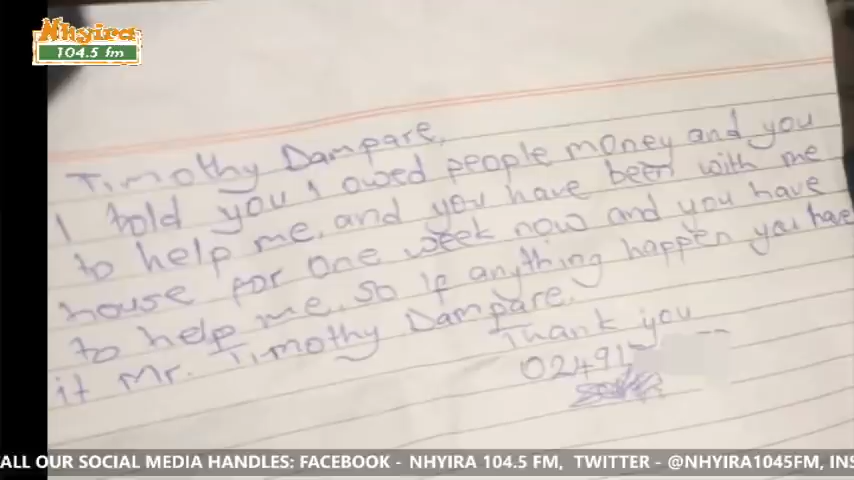 Nhyira
104.5 fm
Timothy Dampare.
I told you I owed people money and you
to help me, and you have been with me
house for one week now and you have
to help me. so if anything happen you have
it Mr. Timothy Dampare.
Thank you
02491
ALL OUR SOCIAL MEDIA HANDLES: FACEBOOK - NHYIRA 104.5 FM, TWITTER - @NHYIRA1045FM, INS